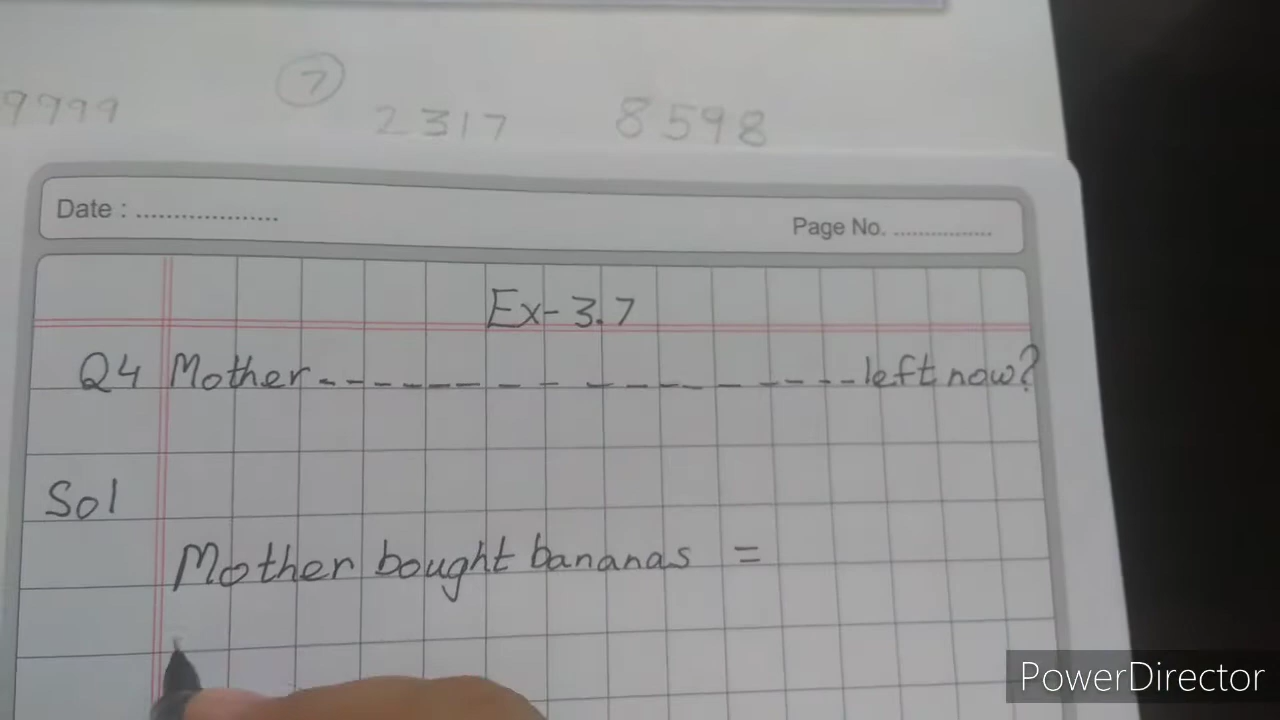 9999 7 2317 8598
Date : ...................
Page No. ................
Ex- 3.7
Q4 Mother--------------left now?
Sol
Mother bought bananas =
PowerDirector